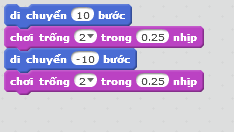 di chuyển 10 bước
chơi trống 2 trong 0.25 nhịp
di chuyển -10 bước
chơi trống 2 trong 0.25 nhịp